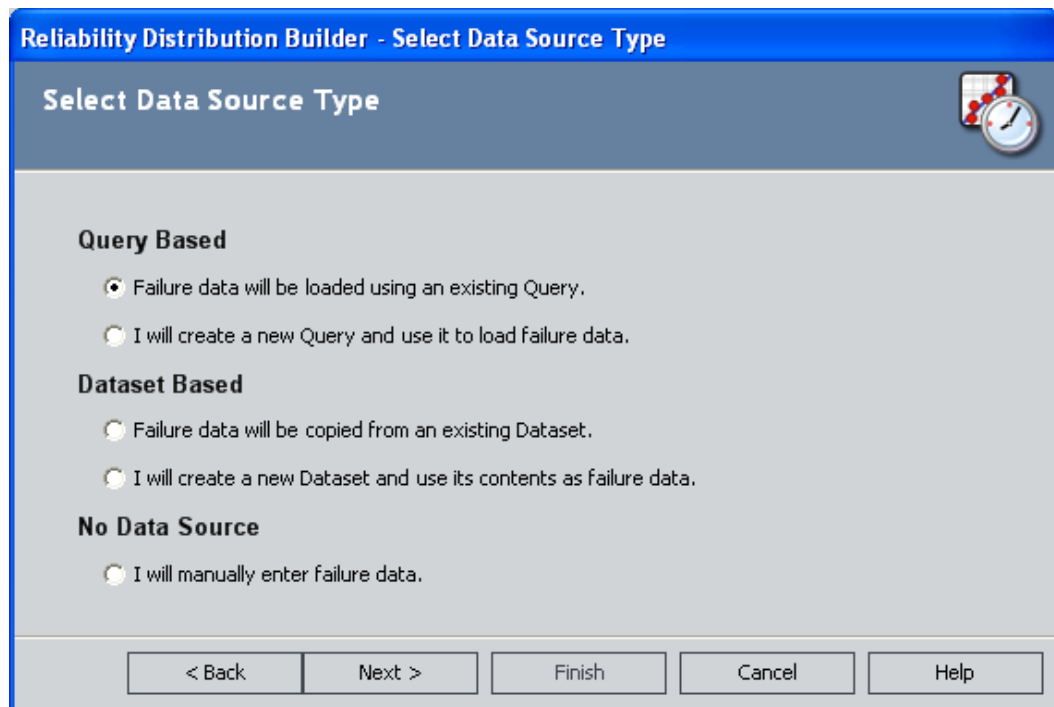 Reliability Distribution Builder - Select Data Source Type
Select Data Source Type
Query Based
Failure data will be loaded using an existing Query.
I will create a new Query and use it to load failure data.
Dataset Based
Failure data will be copied from an existing Dataset.
I will create a new Dataset and use its contents as failure data.
No Data Source
I will manually enter failure data.
< Back Next > Finish Cancel Help